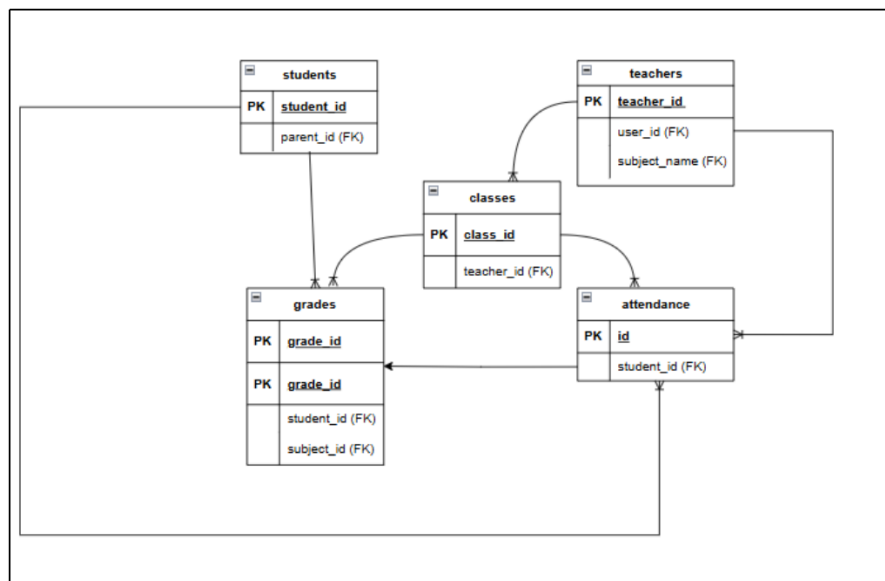 students
PK student_id
parent_id (FK)
teachers
PK teacher_id
user_id (FK)
subject_name (FK)
classes
PK class_id
teacher_id (FK)
grades
PK grade_id
PK grade_id
student_id (FK)
subject_id (FK)
attendance
PK id
student_id (FK)